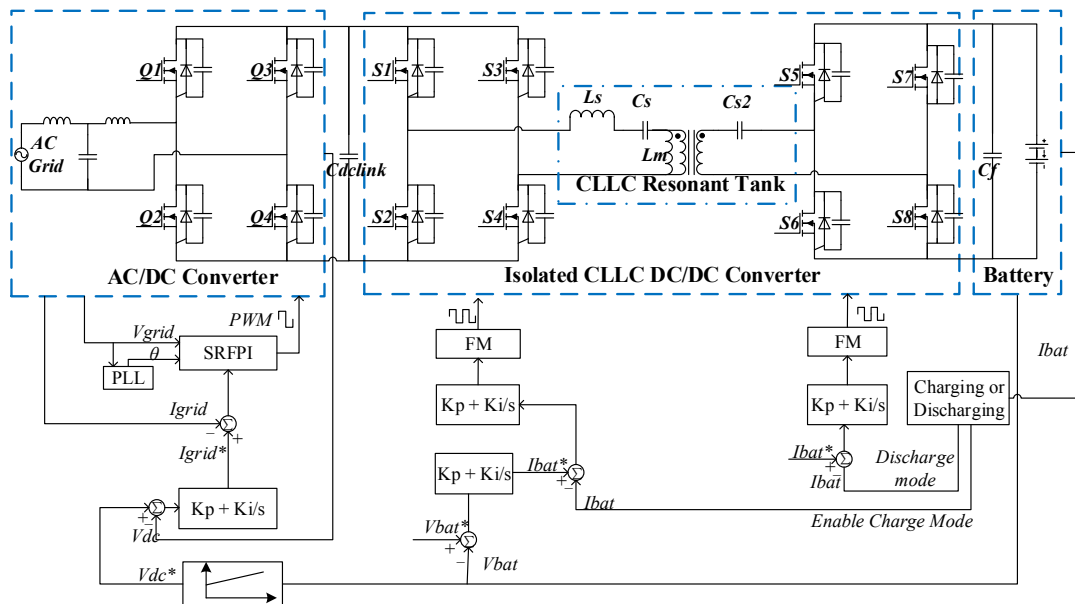 Q1
Q3
S1
S3
S5
S7
Ls
Cs
Cs2
AC
Grid
Cdclink
Lm
Cf
CLLC Resonant Tank
Q2
Q4
S2
S4
S6
S8
AC/DC Converter
Isolated CLLC DC/DC Converter
Battery
PWM
Vgrid
θ
SRFPI
PLL
FM
FM
Ibat
Igrid
Kp + Ki/s
Kp + Ki/s
Charging or
Discharging
Igrid*
Ibat*
Ibat
Discharge
mode
Kp + Ki/s
Ibat*
Ibat
Enable Charge Mode
Kp + Ki/s
Vdc
Vbat*
Vbat
Vdc*